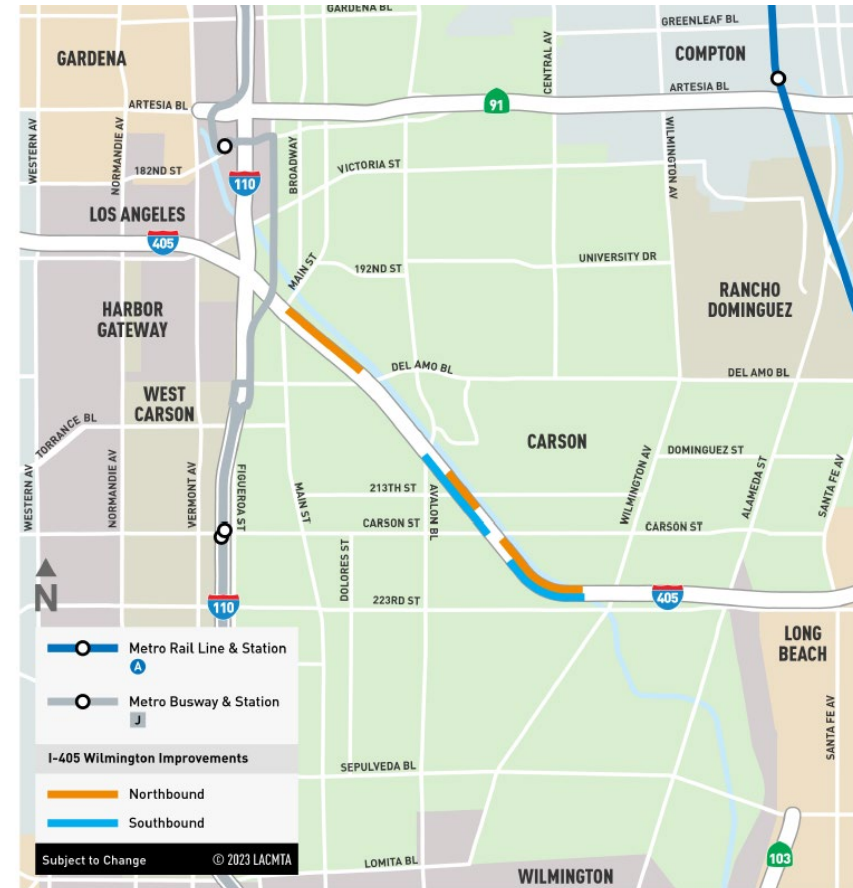 GARDENA BL
GREENLEAF BL
GARDENA
COMPTON
CENTRAL AV
ARTESIA BL
ARTESIA BL
91
WESTERN AV
NORMANDIE AV
BROADWAY
WILMINGTON AV
VICTORIA ST
182ND ST
110
LOS ANGELES
405
MAIN ST
192ND ST
UNIVERSITY DR
RANCHO
DOMINGUEZ
HARBOR
GATEWAY
DEL AMO BL
DEL AMO BL
WEST
CARSON
TORRANCE BL
CARSON
DOMINGUEZ ST
WESTERN AV
NORMANDIE AV
VERMONT AV
FIGUEROA ST
MAIN ST
213TH ST
AVALON BL
WILMINGTON AV
ALAMEDA ST
SANTA FE AV
CARSON ST
CARSON ST
DOLORES ST
N
110
223RD ST
405
LONG
BEACH
Metro Rail Line & Station
A
Metro Busway & Station
J
I-405 Wilmington Improvements
Northbound
Southbound
Subject to Change © 2023 LACMTA
SANTA FE AV
SEPULVEDA BL
LOMITA BL
WILMINGTON
103